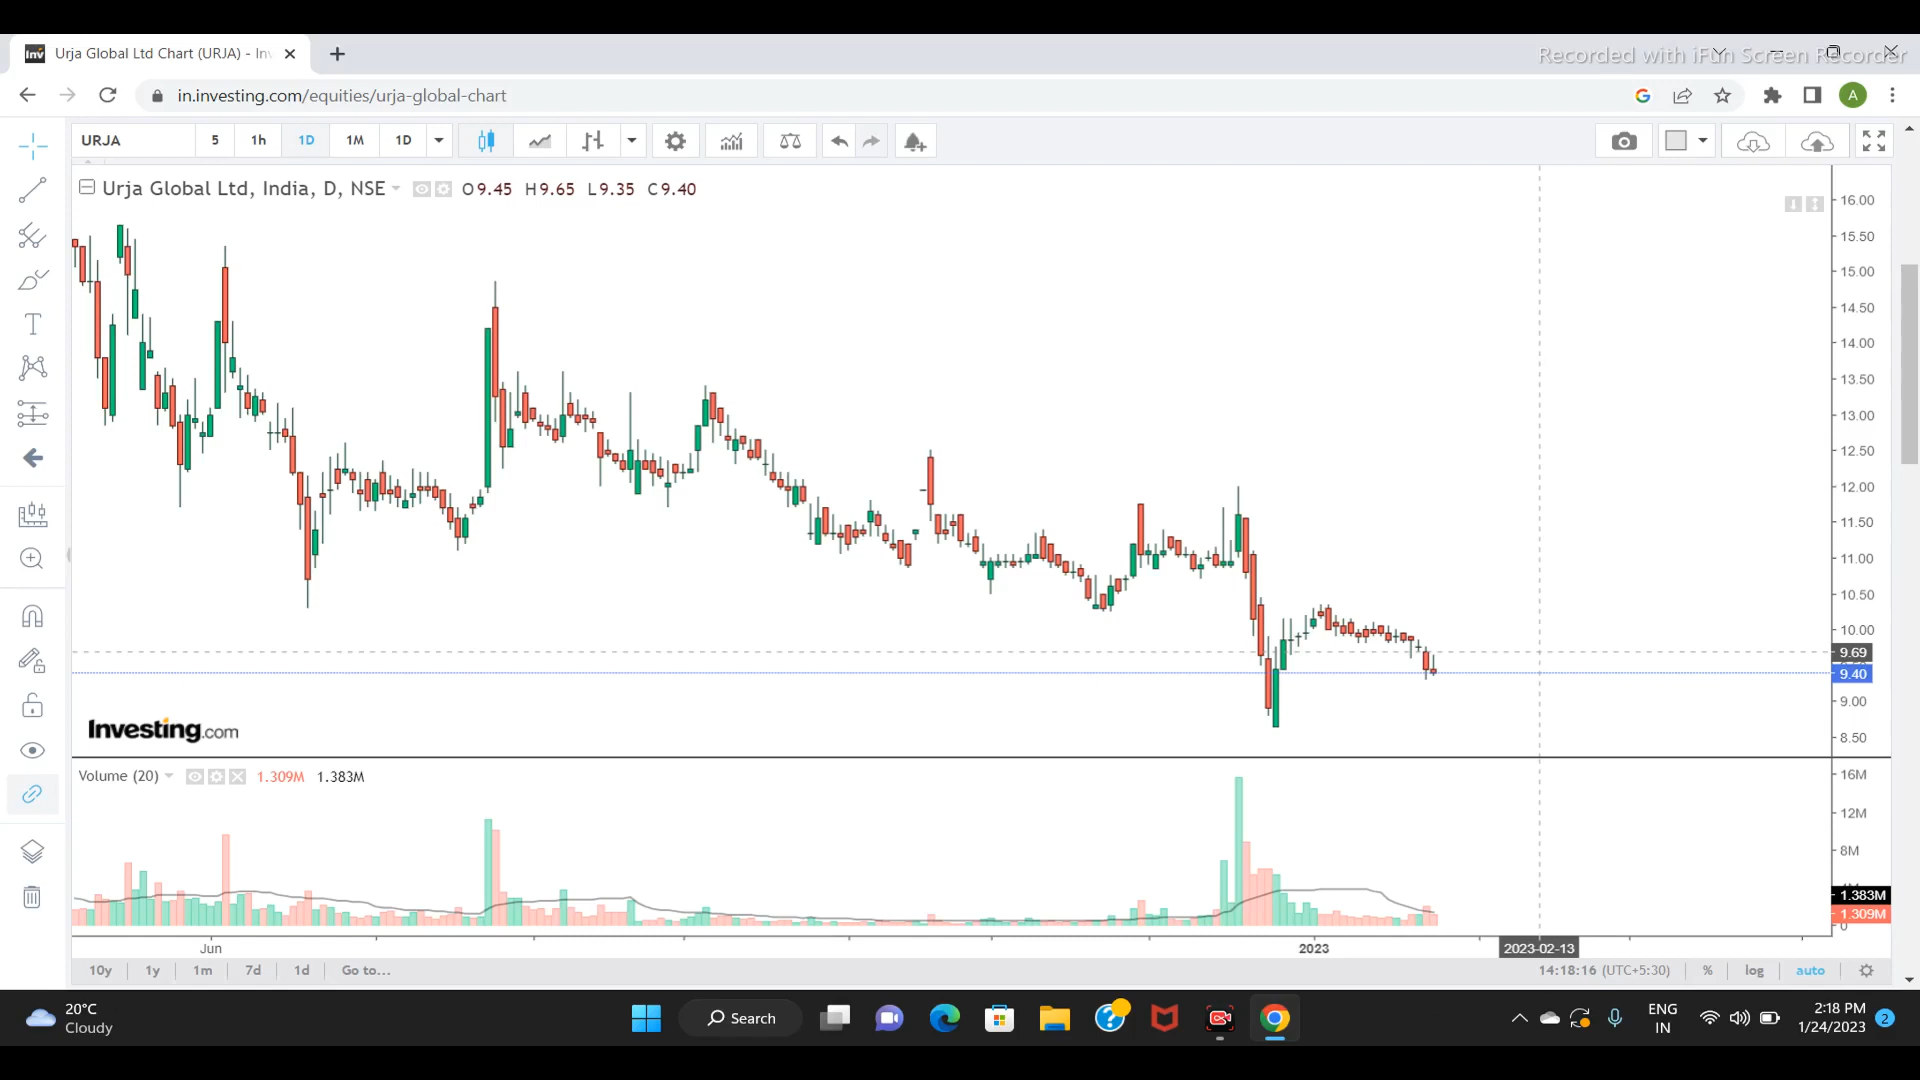 Urja Global Ltd Chart (URJA) - Inv
Recorded with iFun Screen Recorder
in.investing.com/equities/urja-global-chart
A
URJA 5 1h 1D 1M 1D
Urja Global Ltd, India, D, NSE O9.45 H9.65 L9.35 C9.40
16.00
15.50
15.00
14.50
14.00
13.50
13.00
12.50
12.00
11.50
11.00
10.50
10.00
9.69
9.40
9.00
8.50
Investing.com
Volume (20) 1.309M 1.383M
16M
12M
8M
1.383M
1.309M
0
Jun 2023 2023-02-13
10y 1y 1m 7d 1d Go to... 14:18:16 (UTC+5:30) % log auto
20°C
Cloudy
Search
ENG
IN
2:18 PM
1/24/2023
2